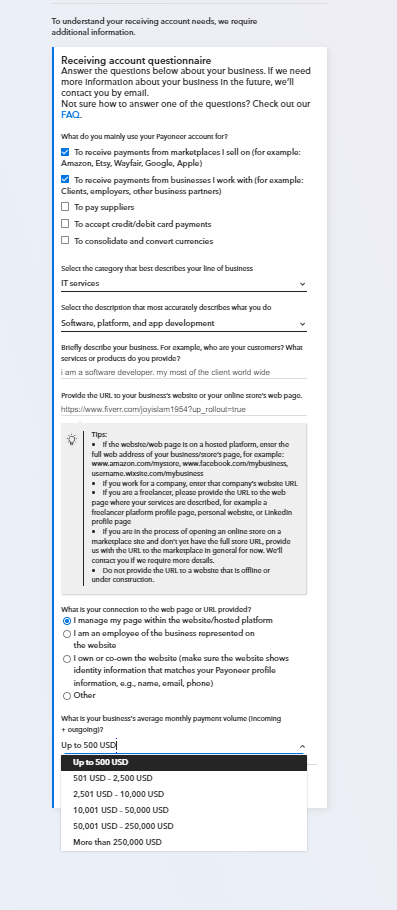 To understand your receiving account needs, we require
additional information.
Receiving account questionnaire
Answer the questions below about your business. If we need
more information about your business in the future, we'll
contact you by email.
Not sure how to answer one of the questions? Check out our
FAQ.
What do you mainly use your Payoneer account for?
To receive payments from marketplaces I sell on (for example:
Amazon, Etsy, Wayfair, Google, Apple)
To receive payments from businesses I work with (for example:
Clients, employers, other business partners)
To pay suppliers
To accept credit/debit card payments
To consolidate and convert currencies
Select the category that best describes your line of business
IT services
Select the description that most accurately describes what you do
Software, platform, and app development
Briefly describe your business. For example, who are your customers? What
services or products do you provide?
i am a software developer. my most of the client world wide
Provide the URL to your business's website or your online store's web page.
https://www.fiverr.com/joyislam1954?up_rollout=true
Tips:
• If the website/web page is on a hosted platform, enter the
full web address of your business/store's page, for example:
www.amazon.com/mystore, www.facebook.com/mybusiness,
username.wixsite.com/mybusiness
• If you work for a company, enter that company's website URL
• If you are a freelancer, please provide the URL to the web
page where your services are described, for example a
freelancer platform profile page, personal website, or LinkedIn
profile page
• If you are in the process of opening an online store on a
marketplace site and don't yet have the full store URL, provide
us with the URL to the marketplace in general for now. We'll
contact you if we require more details.
• Do not provide the URL to a website that is offline or
under construction.
What is your connection to the web page or URL provided?
I manage my page within the website/hosted platform
I am an employee of the business represented on
the website
I own or co-own the website (make sure the website shows
identity information that matches your Payoneer profile
information, e.g., name, email, phone)
Other
What is your business's average monthly payment volume (incoming
+ outgoing)?
Up to 500 USD
Up to 500 USD
501 USD - 2,500 USD
2,501 USD - 10,000 USD
10,001 USD - 50,000 USD
50,001 USD - 250,000 USD
More than 250,000 USD